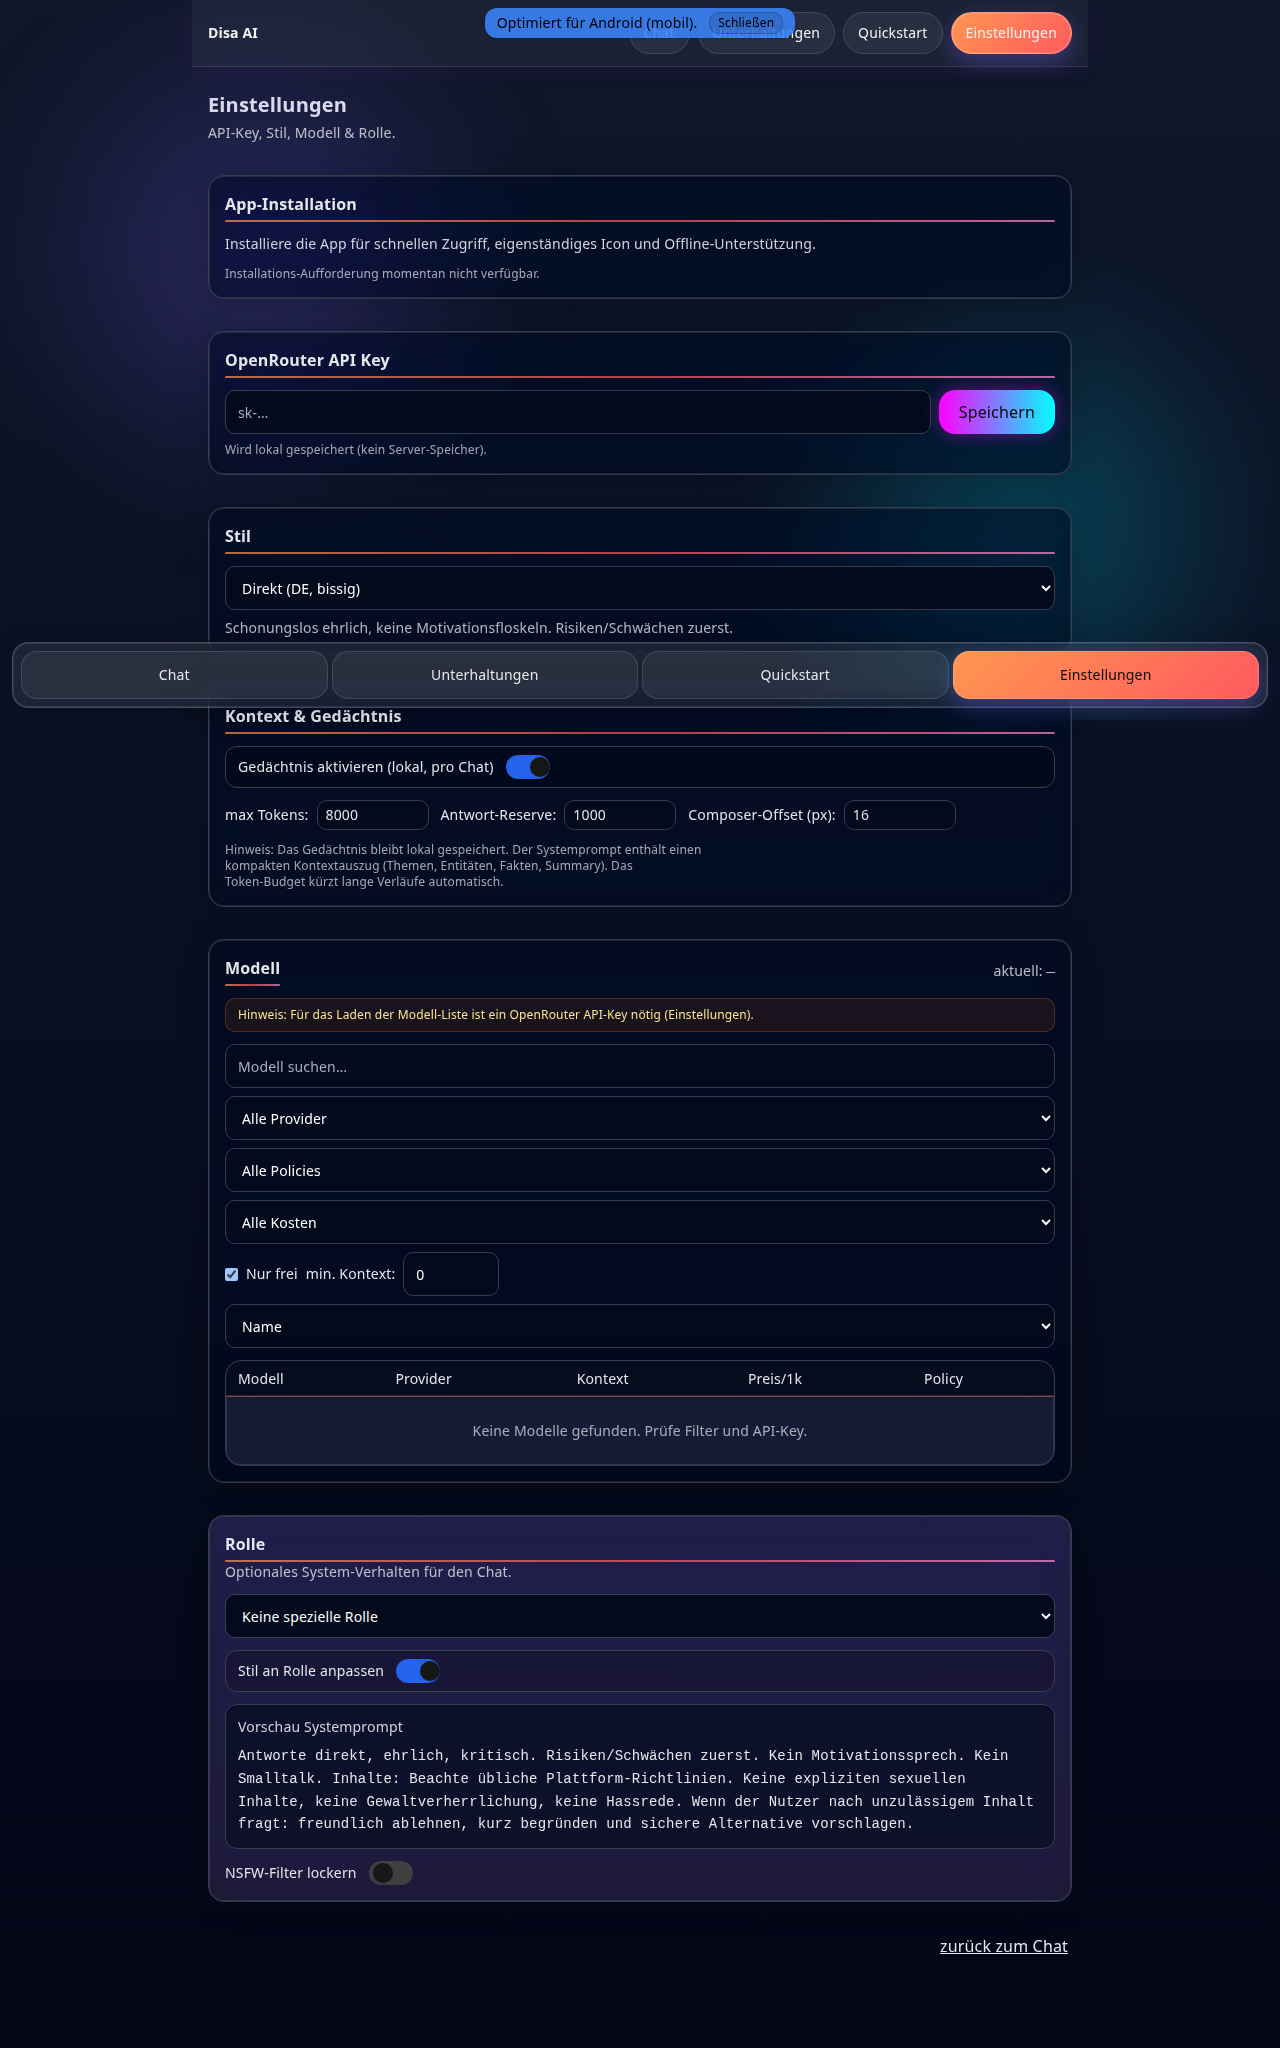 Disa AI
Optimiert für Android (mobil). Schließen
Chat
Quickstart
Einstellungen
Einstellungen
API-Key, Stil, Modell & Rolle.
App-Installation
Installiere die App für schnellen Zugriff, eigenständiges Icon und Offline-Unterstützung.
Installations-Aufforderung momentan nicht verfügbar.
OpenRouter API Key
sk-...
Speichern
Wird lokal gespeichert (kein Server-Speicher).
Stil
Direkt (DE, bissig)
Schonungslos ehrlich, keine Motivationsfloskeln. Risiken/Schwächen zuerst.
Chat
Unterhaltungen
Quickstart
Einstellungen
Kontext & Gedächtnis
Gedächtnis aktivieren (lokal, pro Chat)
max Tokens: 8000 Antwort-Reserve: 1000 Composer-Offset (px): 16
Hinweis: Das Gedächtnis bleibt lokal gespeichert. Der Systemprompt enthält einen
kompakten Kontextauszug (Themen, Entitäten, Fakten, Summary). Das
Token-Budget kürzt lange Verläufe automatisch.
Modell
aktuell: —
Hinweis: Für das Laden der Modell-Liste ist ein OpenRouter API-Key nötig (Einstellungen).
Modell suchen...
Alle Provider
Alle Policies
Alle Kosten
Nur frei min. Kontext: 0
Name
Modell Provider Kontext Preis/1k Policy
Keine Modelle gefunden. Prüfe Filter und API-Key.
Rolle
Optionales System-Verhalten für den Chat.
Keine spezielle Rolle
Stil an Rolle anpassen
Vorschau Systemprompt
Antworte direkt, ehrlich, kritisch. Risiken/Schwächen zuerst. Kein Motivationssprech. Kein
Smalltalk. Inhalte: Beachte übliche Plattform-Richtlinien. Keine expliziten sexuellen
Inhalte, keine Gewaltverherrlichung, keine Hassrede. Wenn der Nutzer nach unzulässigem Inhalt
fragt: freundlich ablehnen, kurz begründen und sichere Alternative vorschlagen.
NSFW-Filter lockern
zurück zum Chat